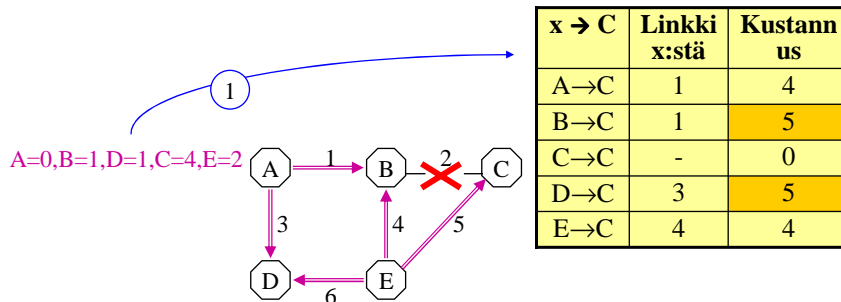 x → C Linkki x:stä Kustann us
A→C 1 4
B→C 1 5
C→C - 0
D→C 3 5
E→C 4 4
1
A=0,B=1,D=1,C=4,E=2
A 1 B 2 C
3 4 5
D 6 E